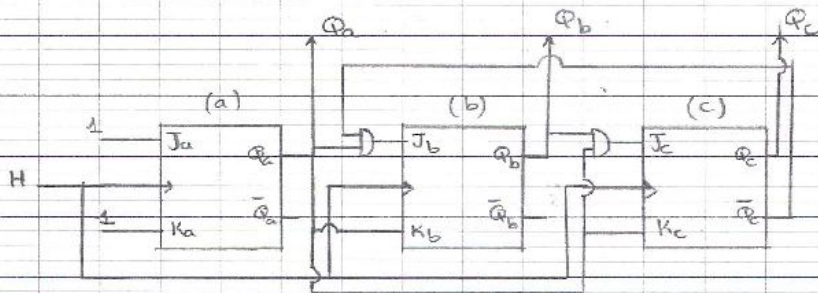 Qa Qb Qc
(a) (b) (c)
1 Ja Qa Jb Qb Jc Qc
H
1 Ka Q̄a Kb Q̄b Kc Q̄c